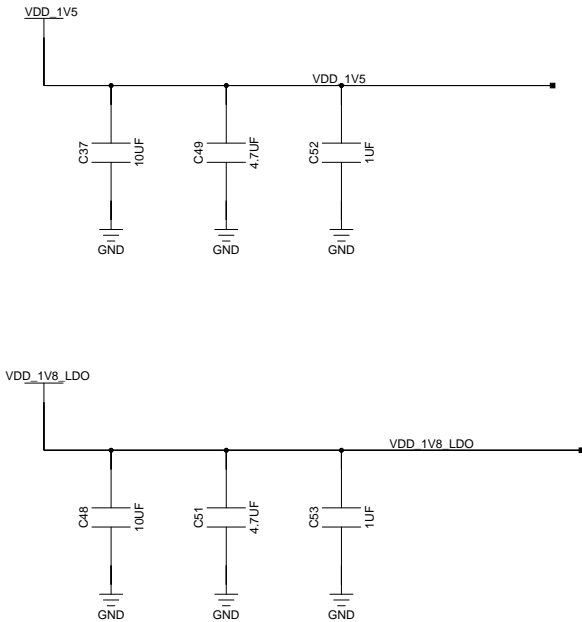 VDD_1V5
VDD_1V5
C37
10UF
C49
4.7UF
C52
1UF
GND
GND
GND
VDD_1V8_LDO
VDD_1V8_LDO
C48
10UF
C51
4.7UF
C53
1UF
GND
GND
GND